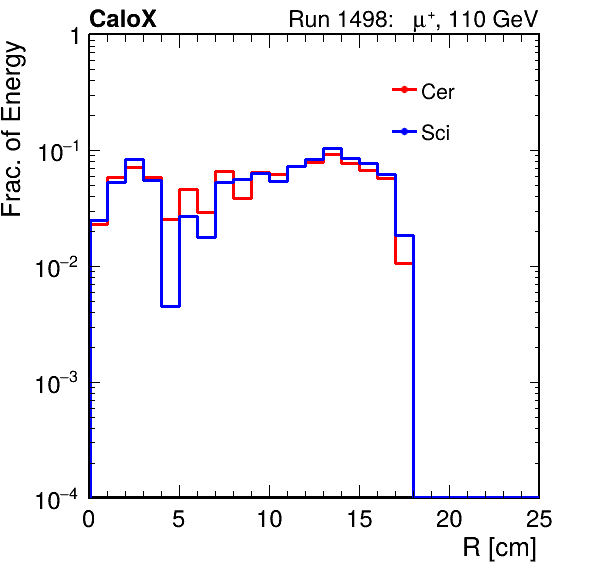 CaloX Run 1498: μ⁺, 110 GeV
Frac. of Energy
1
10⁻¹
10⁻²
10⁻³
10⁻⁴
Cer
Sci
0 5 10 15 20 25
R [cm]